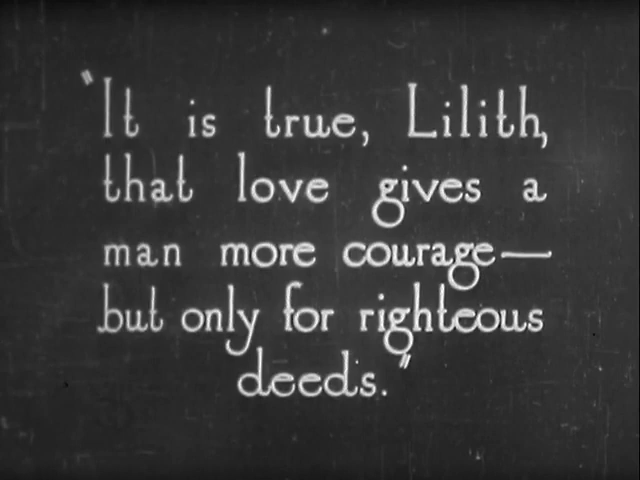 "It is true, Lilith,
that love gives a
man more courage—
but only for righteous
deeds."